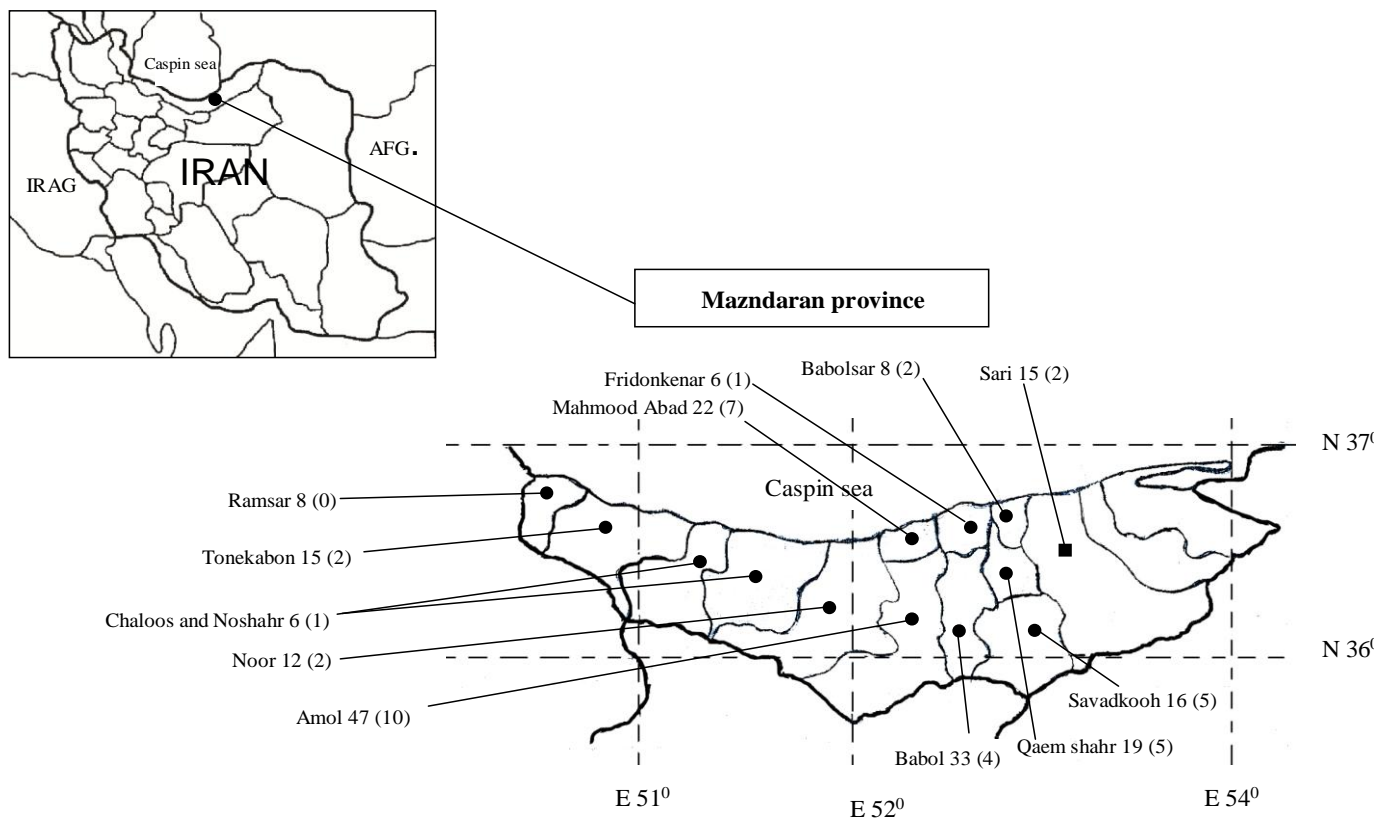 Caspin sea
AFG.
IRAN
IRAG
Mazndaran province
Babolsar 8 (2)
Sari 15 (2)
Fridonkenar 6 (1)
Mahmood Abad 22 (7)
N 37⁰
Caspin sea
Ramsar 8 (0)
Tonekabon 15 (2)
Chaloos and Noshahr 6 (1)
Noor 12 (2)
N 36⁰
Savadkooh 16 (5)
Amol 47 (10)
Qaem shahr 19 (5)
Babol 33 (4)
E 51⁰
E 52⁰
E 54⁰